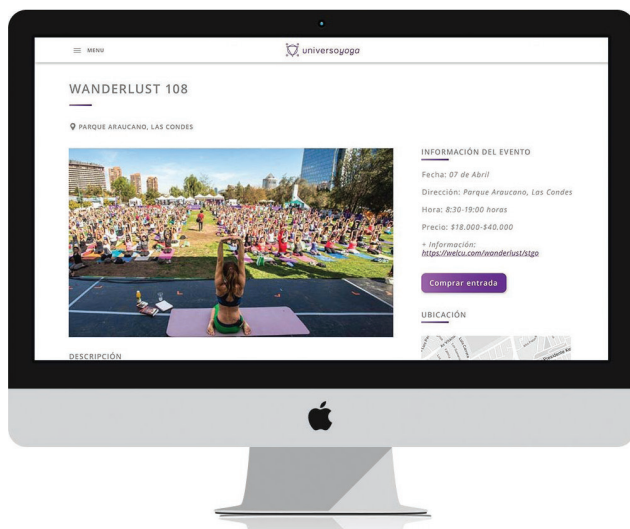 MENU
universoyoga
WANDERLUST 108
PARQUE ARAUCANO, LAS CONDES
INFORMACIÓN DEL EVENTO
Fecha: 07 de Abril
Dirección: Parque Araucano, Las Condes
Hora: 8:30-19:00 horas
Precio: $18.000-$40.000
+ Información:
https://welcu.com/wanderlust/stgo
Comprar entrada
UBICACIÓN
DESCRIPCIÓN